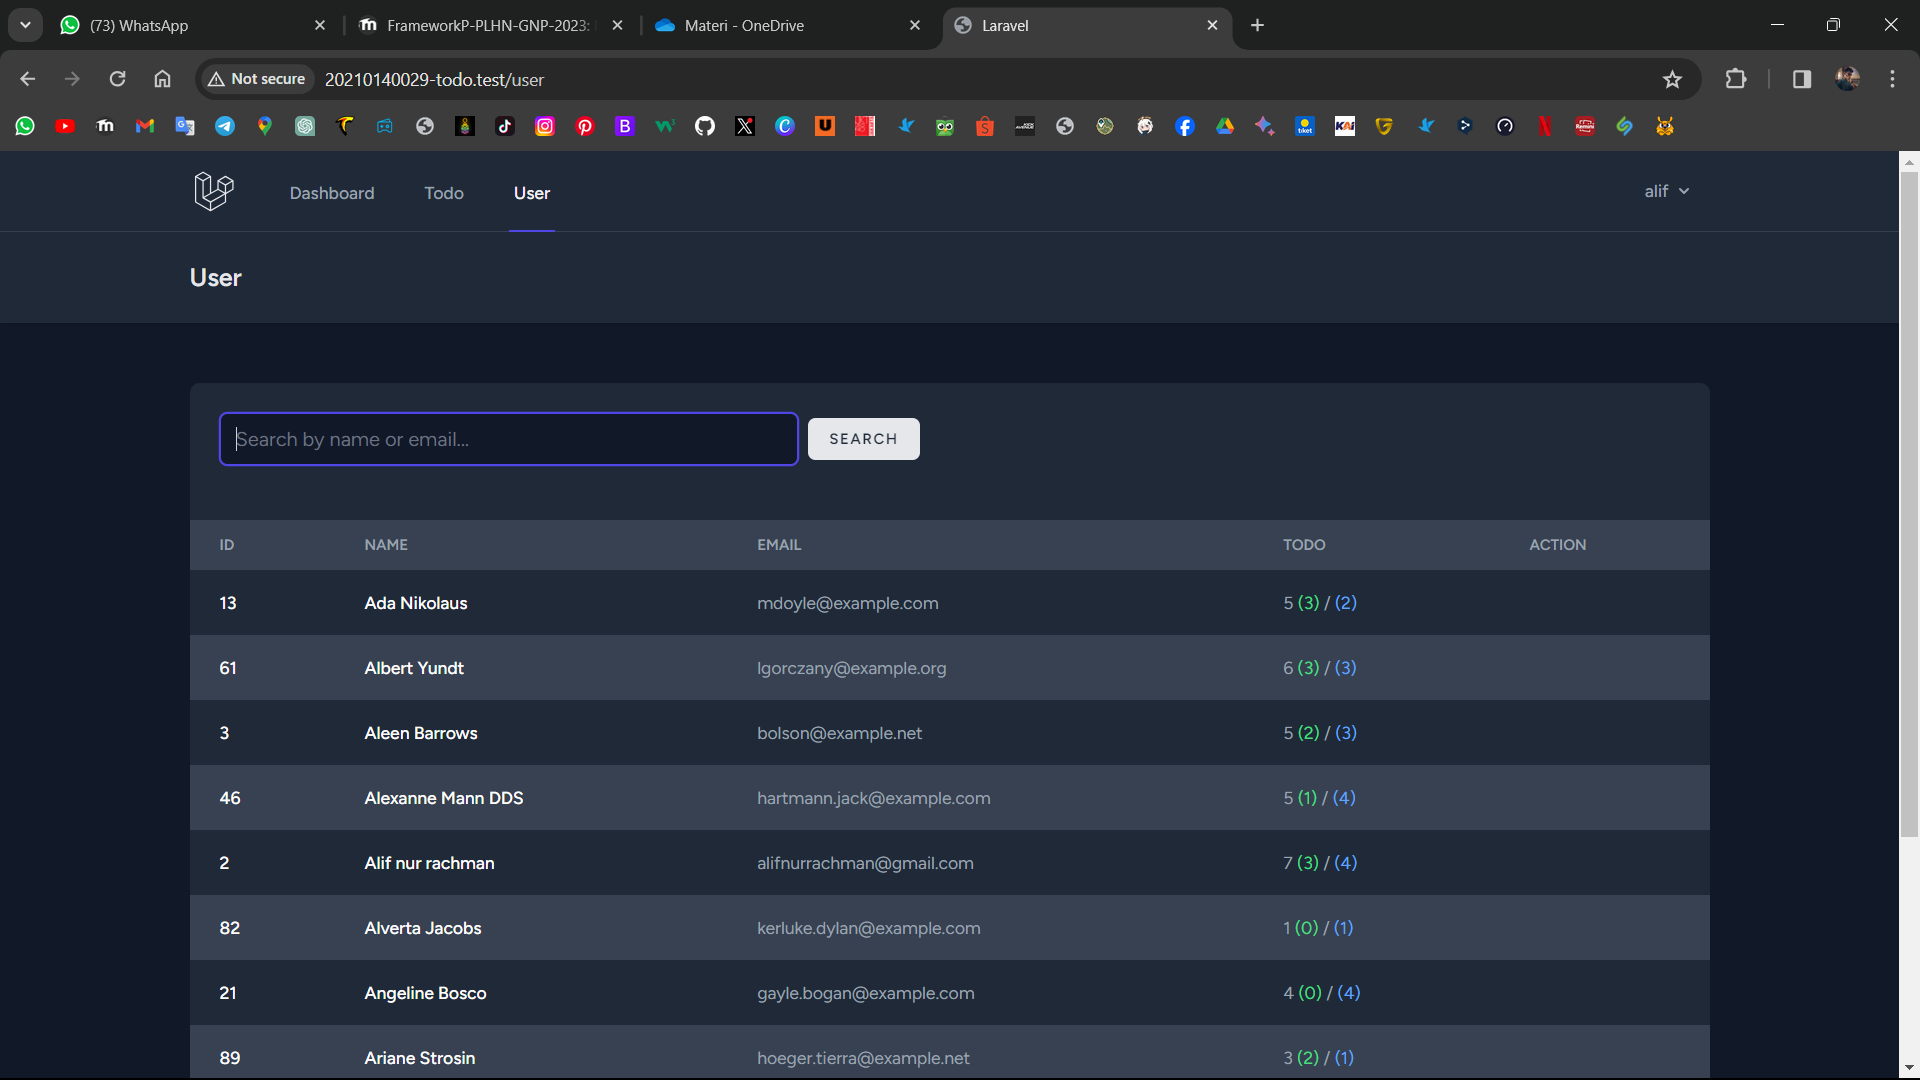 (73) WhatsApp
FrameworkP-PLHN-GNP-2023:
Materi - OneDrive
Laravel
Not secure
20210140029-todo.test/user
Dashboard
Todo
User
alif
User
Search by name or email...
SEARCH
ID NAME EMAIL TODO ACTION
13 Ada Nikolaus mdoyle@example.com 5 (3) / (2)
61 Albert Yundt lgorczany@example.org 6 (3) / (3)
3 Aleen Barrows bolson@example.net 5 (2) / (3)
46 Alexanne Mann DDS hartmann.jack@example.com 5 (1) / (4)
2 Alif nur rachman alifnurrachman@gmail.com 7 (3) / (4)
82 Alverta Jacobs kerluke.dylan@example.com 1 (0) / (1)
21 Angeline Bosco gayle.bogan@example.com 4 (0) / (4)
89 Ariane Strosin hoeger.tierra@example.net 3 (2) / (1)